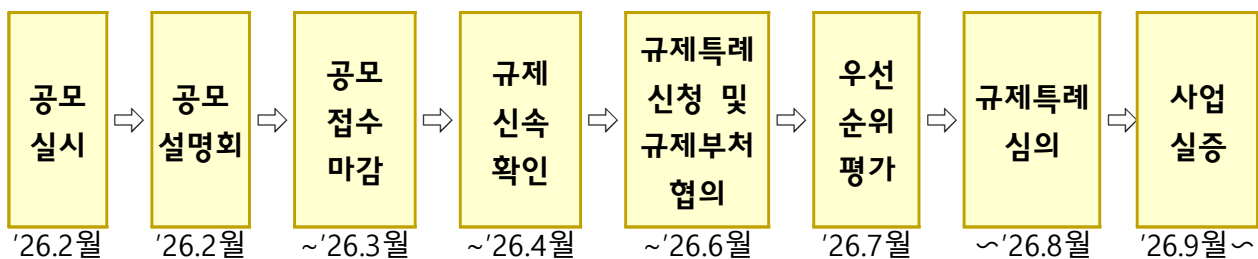 공모
실시
⇨
공모
설명회
⇨
공모
접수
마감
⇨
규제
신속
확인
⇨
규제특례
신청 및
규제부처
협의
⇨
우선
순위
평가
⇨
규제특례
심의
⇨
사업
실증
'26.2월
'26.2월
~'26.3월
~'26.4월
~'26.6월
'26.7월
∽'26.8월
'26.9월∽